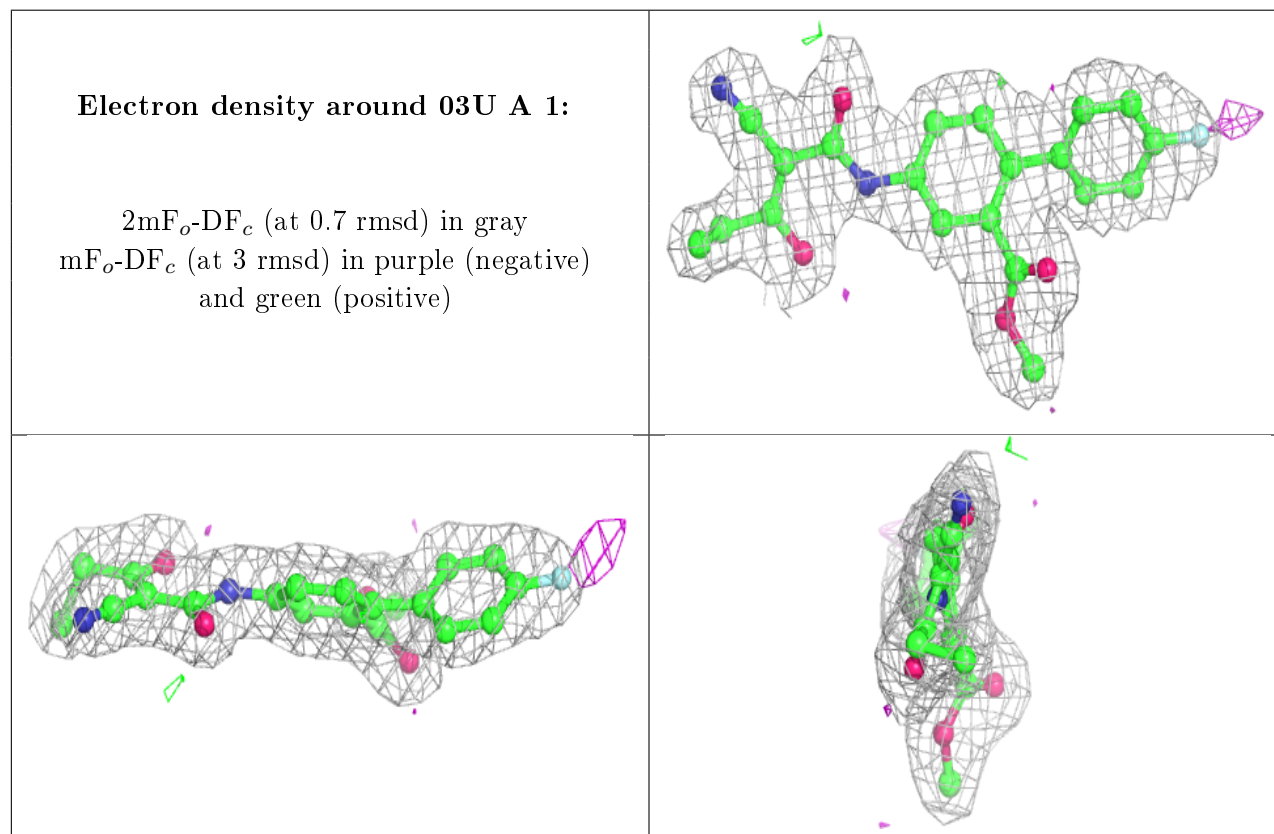 Electron density around 03U A 1:
2mFo-DFc (at 0.7 rmsd) in gray
mFo-DFc (at 3 rmsd) in purple (negative)
and green (positive)